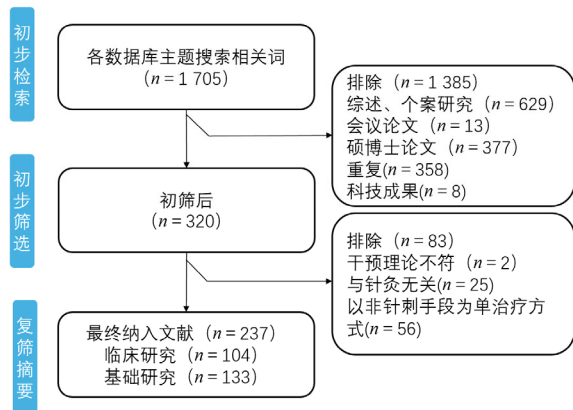 初步检索
各数据库主题搜索相关词
(n = 1 705)
排除 (n = 1 385)
综述、个案研究 (n = 629)
会议论文 (n = 13)
硕博士论文 (n = 377)
重复(n = 358)
科技成果(n = 8)
初步筛选
初筛后
(n = 320)
排除 (n = 83)
干预理论不符 (n = 2)
与针灸无关 (n = 25)
以非针刺手段为单治疗方
式(n = 56)
复筛摘要
最终纳入文献 (n = 237)
临床研究 (n = 104)
基础研究 (n = 133)